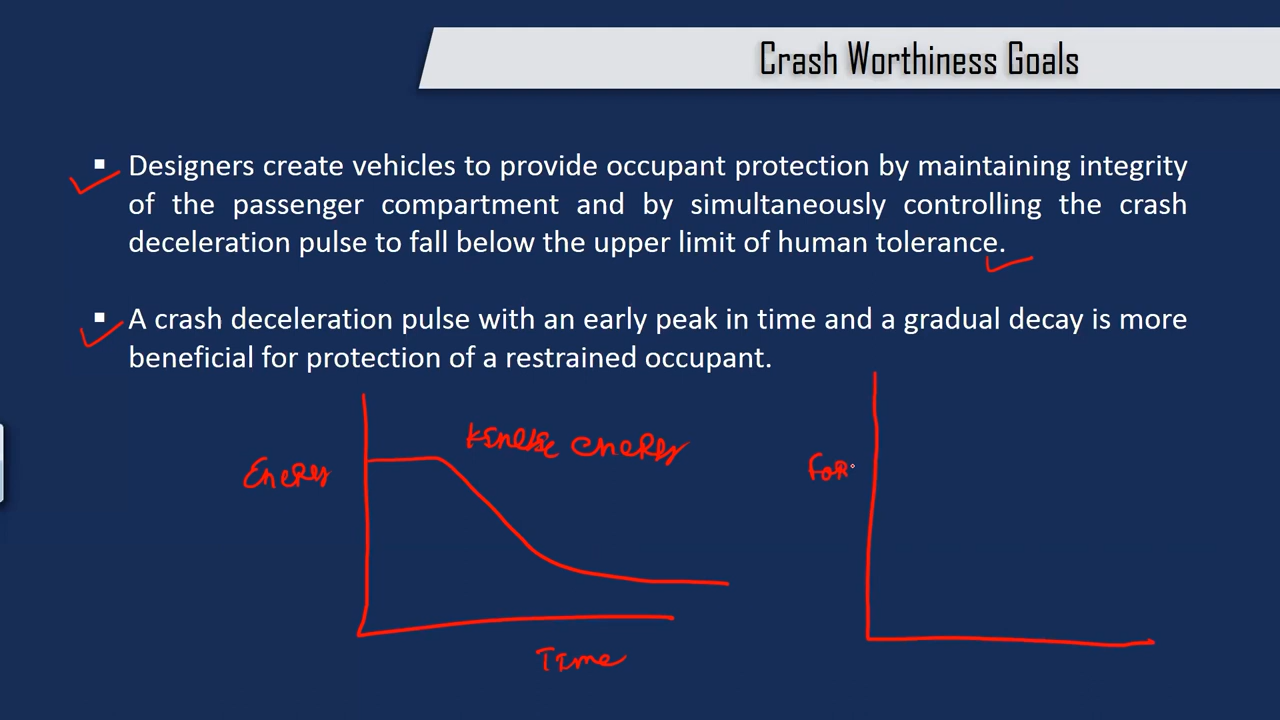 Crash Worthiness Goals
Designers create vehicles to provide occupant protection by maintaining integrity
of the passenger compartment and by simultaneously controlling the crash
deceleration pulse to fall below the upper limit of human tolerance.
A crash deceleration pulse with an early peak in time and a gradual decay is more
beneficial for protection of a restrained occupant.
Kinetic energy
Energy
For
Time